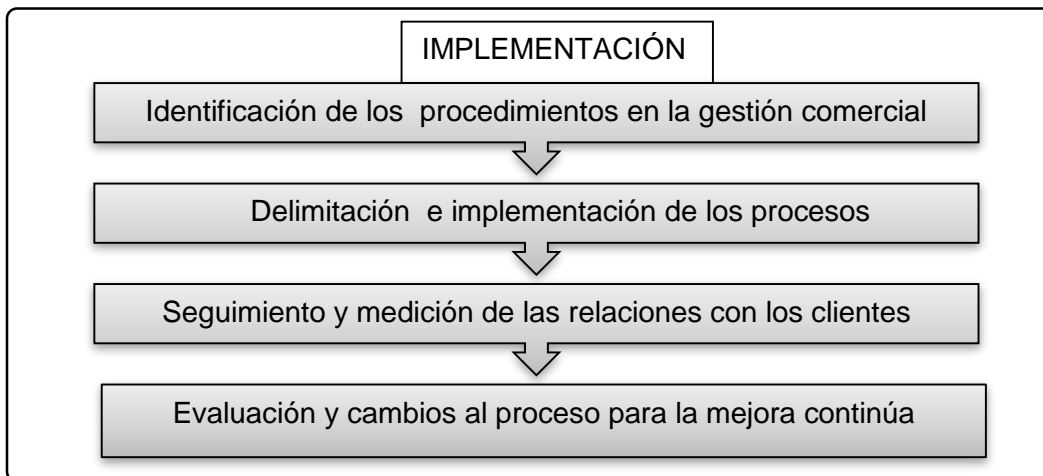 IMPLEMENTACIÓN
Identificación de los procedimientos en la gestión comercial
Delimitación e implementación de los procesos
Seguimiento y medición de las relaciones con los clientes
Evaluación y cambios al proceso para la mejora continúa